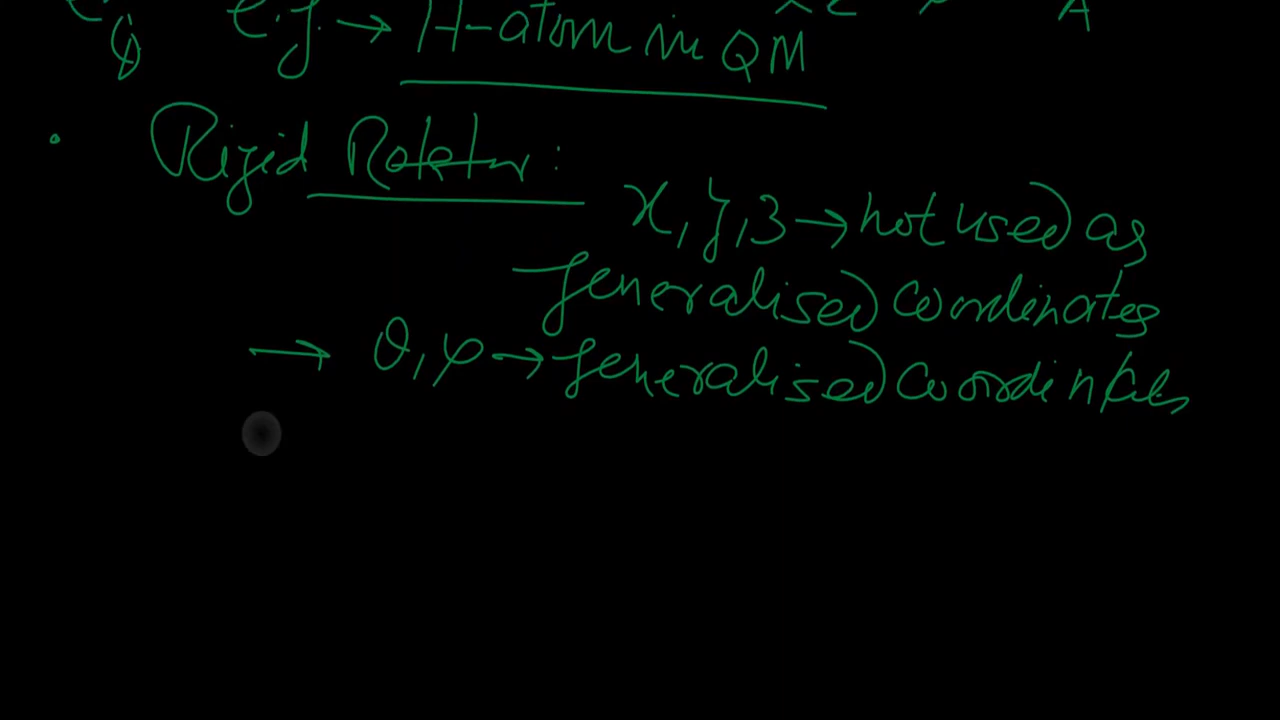 e.g. → H-atom in QM
• Rigid Rotator:
x, y, z → not used as
generalised coordinates
→ θ, φ → generalised coordinates